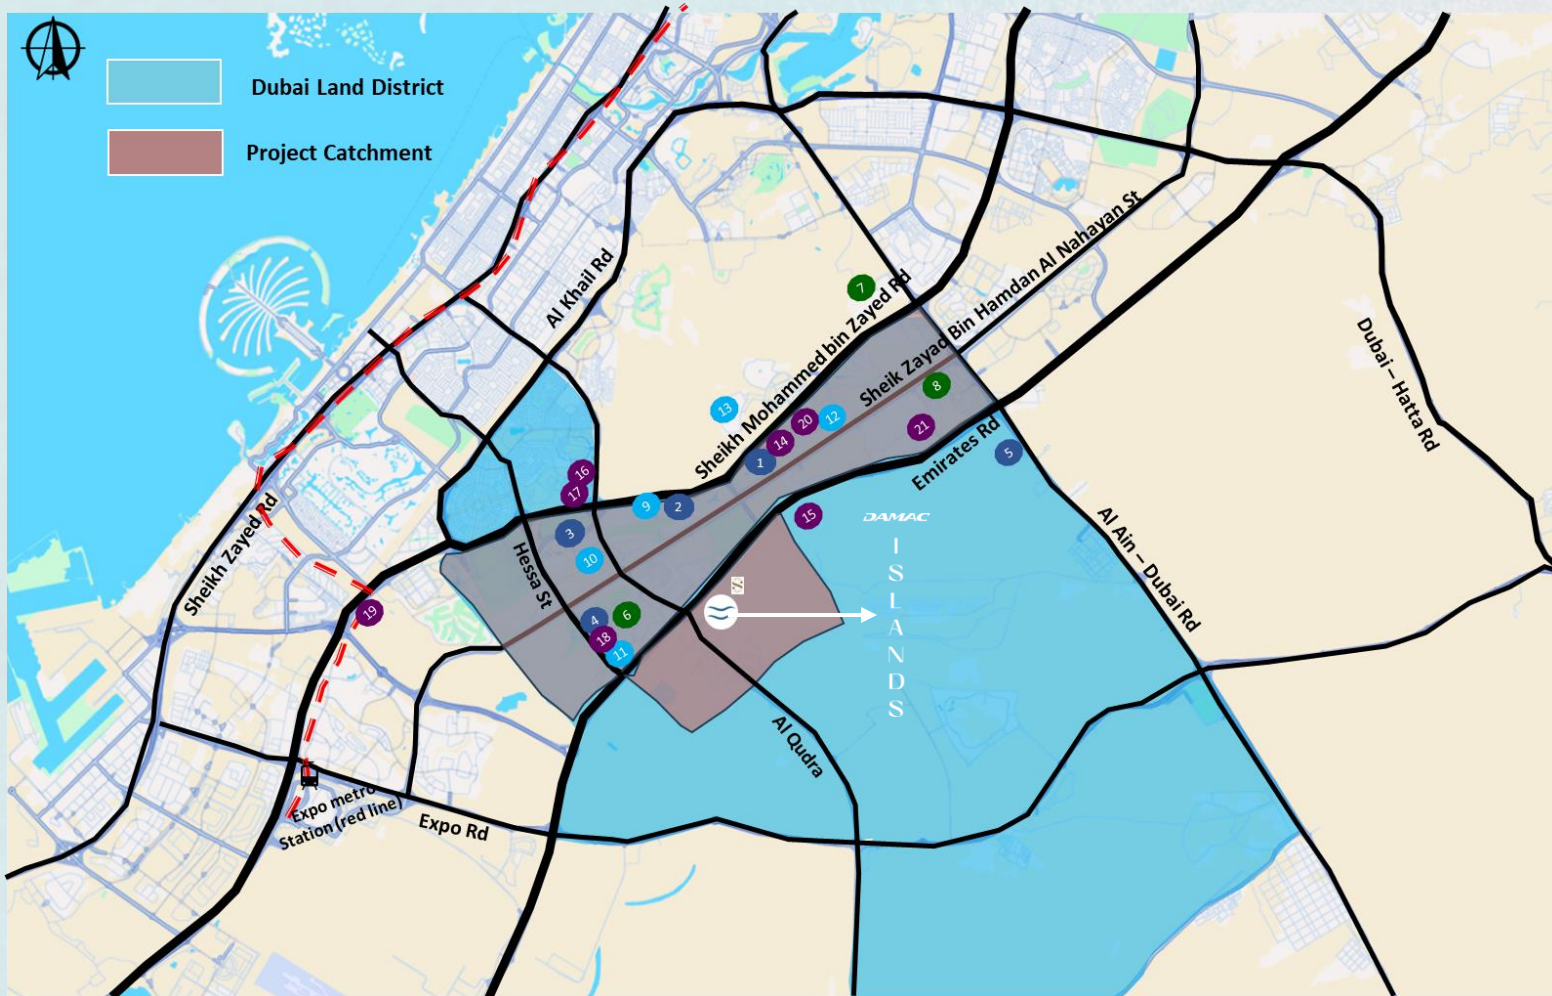 Dubai Land District
Project Catchment
Al Khail Rd
Sheikh Mohammed bin Zayed Rd
Sheik Zayad Bin Hamdan Al Nahayan St
Dubai – Hatta Rd
7
8
13
12
20
14
21
1
Emirates Rd
5
16
17
9
2
15
3
10
DAMAC
I
S
L
A
N
D
S
S
Sheikh Zayed Rd
Hessa St
Al Ain – Dubai Rd
19
4
6
18
11
Al Qudra
Expo metro
Station (red line)
Expo Rd